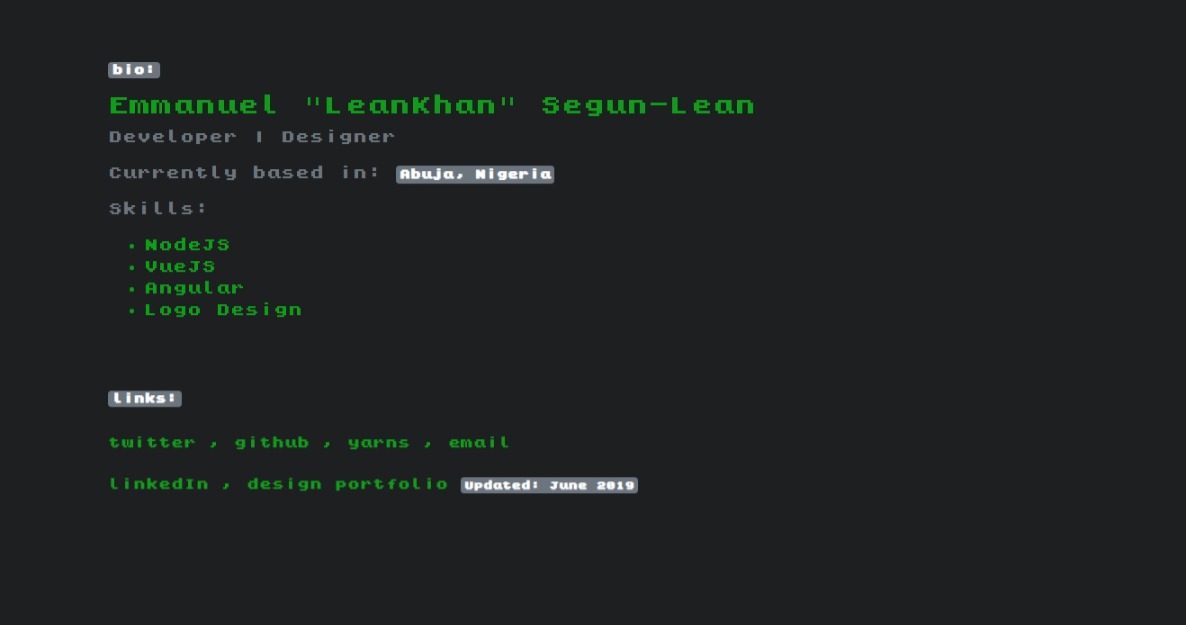 bio:
Emmanuel "LeanKhan" Segun-Lean
Developer | Designer
Currently based in: Abuja, Nigeria
Skills:
• NodeJS
• VueJS
• Angular
• Logo Design
links:
twitter , github , yarns , email
linkedIn , design portfolio Updated: June 2019